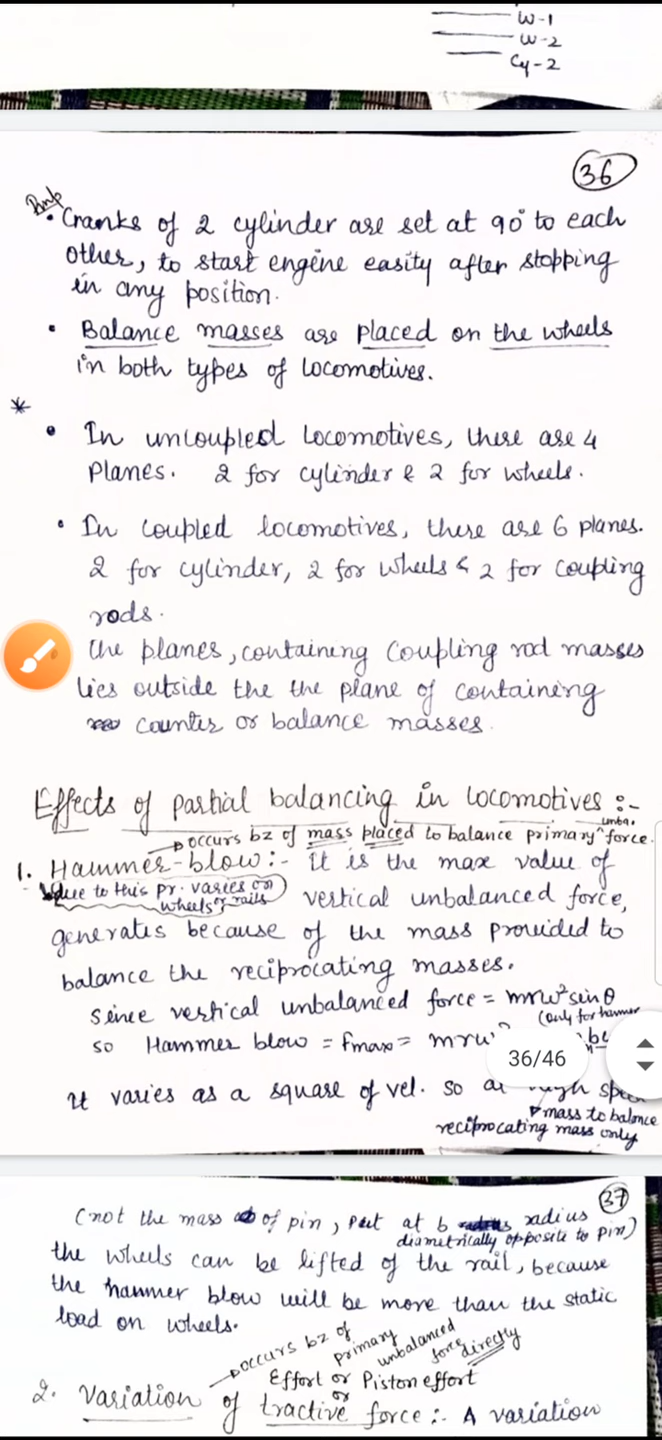 W-1
W-2
Cy-2
36
Imp
• Cranks of 2 cylinder are set at 90° to each
other, to start engine easity after stopping
in any position.
• Balance masses are placed on the wheels
in both types of locomotives.
*
• In uncoupled locomotives, there are 4
Planes. 2 for cylinder & 2 for wheels.
• In coupled locomotives, there are 6 planes.
2 for cylinder, 2 for wheels & 2 for coupling
rods.
The planes, containing coupling rod masses
lies outside the the plane of containing
counter or balance masses.
Effects of partial balancing in locomotives :-
occurs bz of mass placed to balance primary unba. force.
1. Hammer-blow :- it is the max value of
due to this pr. varies on
wheels & rails
vertical unbalanced force,
generates because of the mass provided to
balance the reciprocating masses.
Since vertical unbalanced force = mrω² sin θ
(only for hammer
so Hammer blow = Fmax = mrω²
36/46
It varies as a square of vel. so at high speed
mass to balance
reciprocating mass only
37
(not the mass of pin, put at b radius
diametrically opposite to pin)
the wheels can be lifted of the rail, because
the hammer blow will be more than the static
load on wheels.
occurs bz of
primary
unbalanced
force directly
Effort or Piston effort
or
2. Variation of tractive force :- A variation